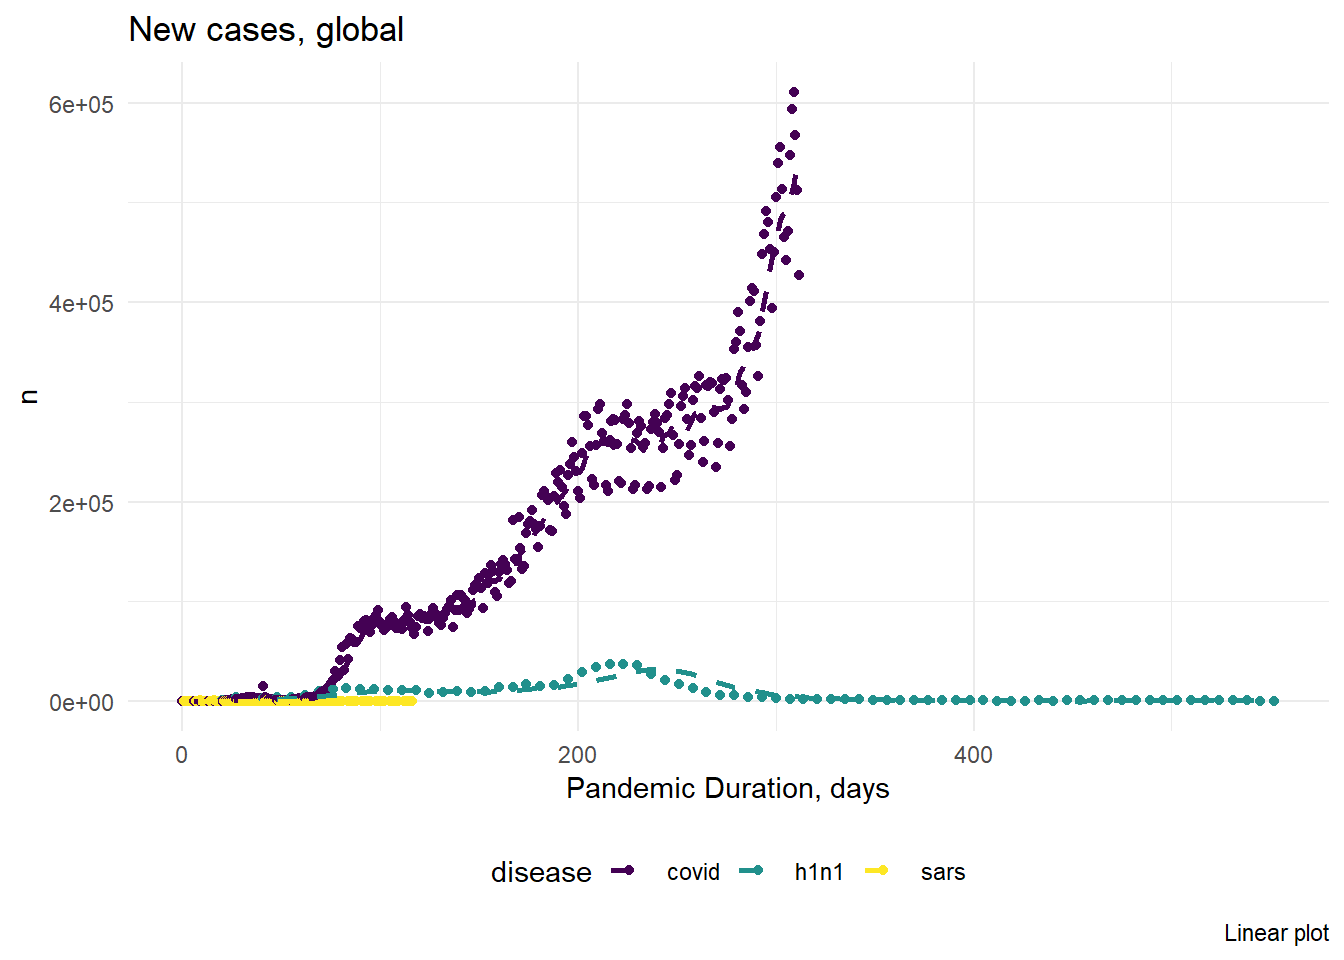 New cases, global
6e+05
4e+05
2e+05
0e+00
n
0 200 400
Pandemic Duration, days
disease covid h1n1 sars
Linear plot